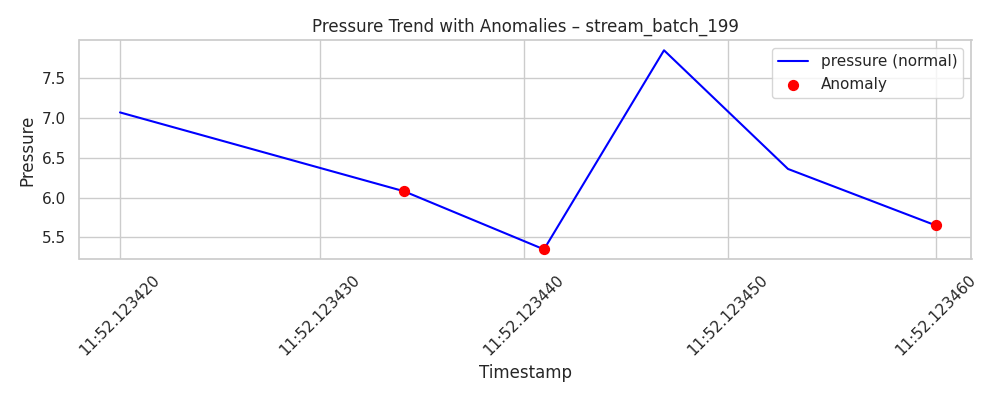 Pressure Trend with Anomalies – stream_batch_199
pressure (normal)
Anomaly
Pressure
7.5
7.0
6.5
6.0
5.5
11:52.123420
11:52.123430
11:52.123440
11:52.123450
11:52.123460
Timestamp